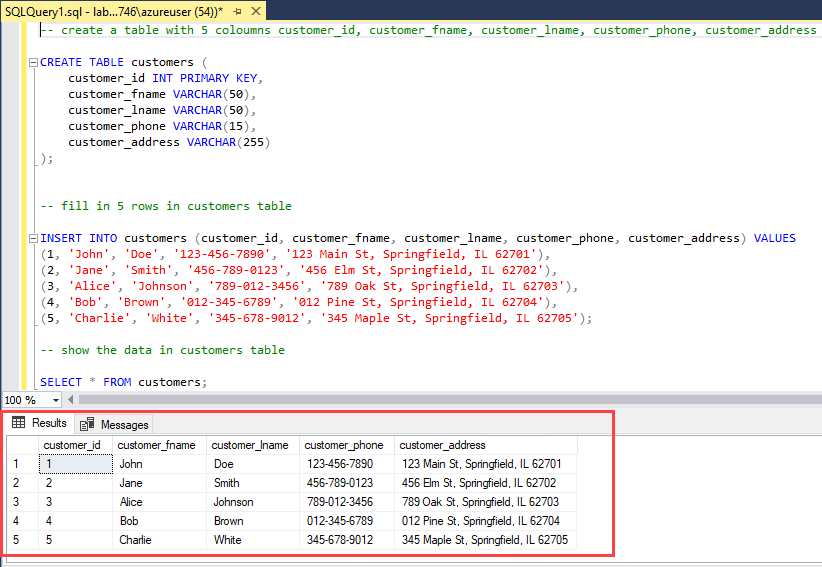 SQLQuery1.sql - lab...746\azureuser (54))*
-- create a table with 5 coloumns customer_id, customer_fname, customer_lname, customer_phone, customer_address
CREATE TABLE customers (
customer_id INT PRIMARY KEY,
customer_fname VARCHAR(50),
customer_lname VARCHAR(50),
customer_phone VARCHAR(15),
customer_address VARCHAR(255)
);
-- fill in 5 rows in customers table
INSERT INTO customers (customer_id, customer_fname, customer_lname, customer_phone, customer_address) VALUES
(1, 'John', 'Doe', '123-456-7890', '123 Main St, Springfield, IL 62701'),
(2, 'Jane', 'Smith', '456-789-0123', '456 Elm St, Springfield, IL 62702'),
(3, 'Alice', 'Johnson', '789-012-3456', '789 Oak St, Springfield, IL 62703'),
(4, 'Bob', 'Brown', '012-345-6789', '012 Pine St, Springfield, IL 62704'),
(5, 'Charlie', 'White', '345-678-9012', '345 Maple St, Springfield, IL 62705');
-- show the data in customers table
SELECT * FROM customers;
100 %
Results Messages
customer_id customer_fname customer_lname customer_phone customer_address
1 1 John Doe 123-456-7890 123 Main St, Springfield, IL 62701
2 2 Jane Smith 456-789-0123 456 Elm St, Springfield, IL 62702
3 3 Alice Johnson 789-012-3456 789 Oak St, Springfield, IL 62703
4 4 Bob Brown 012-345-6789 012 Pine St, Springfield, IL 62704
5 5 Charlie White 345-678-9012 345 Maple St, Springfield, IL 62705